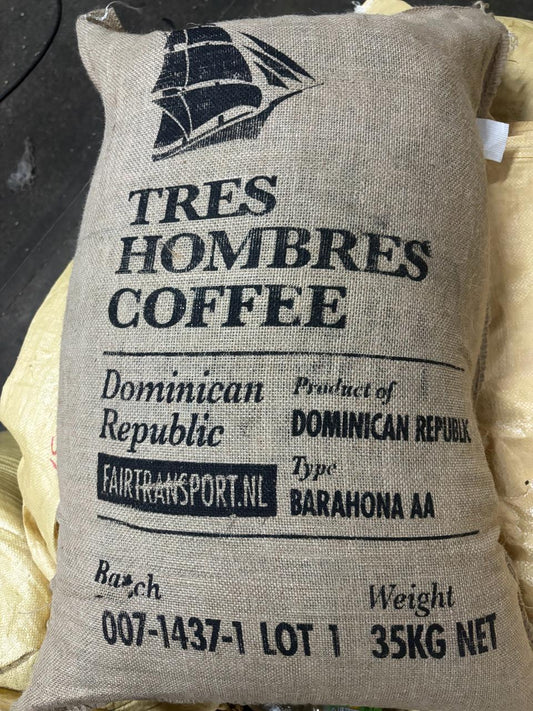 TRES
HOMBRES
COFFEE
Dominican
Republic
FAIRTRANSPORT.NL
Product of
DOMINICAN REPUBLIC
Type
BARAHONA AA
Batch
007-1437-1 LOT 1
Weight
35KG NET